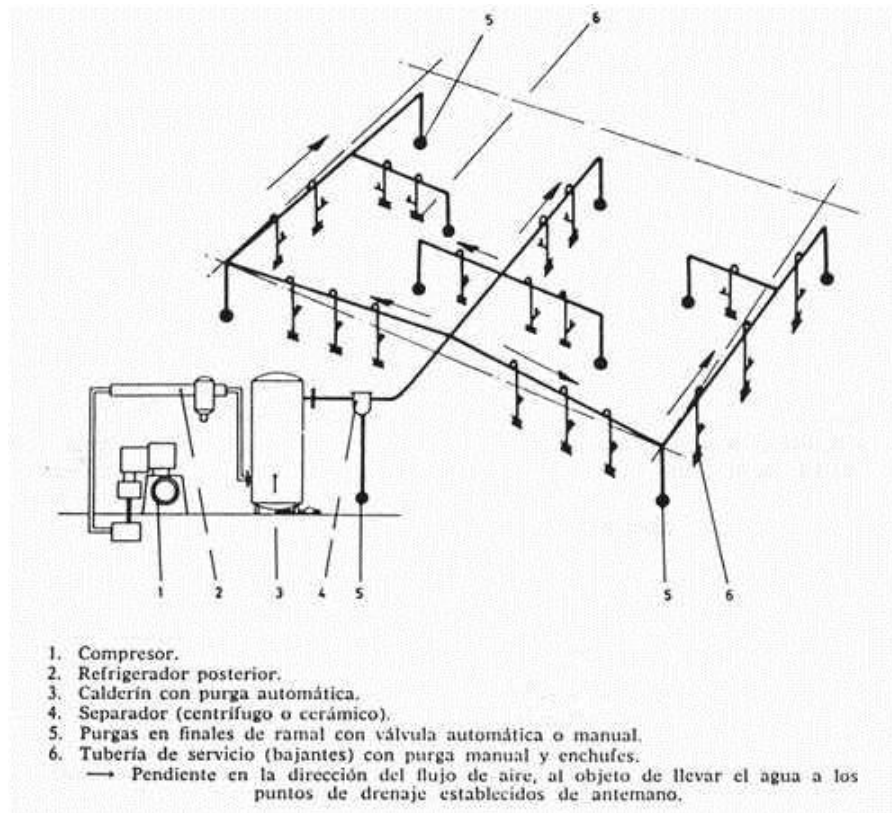 5
6
1
2
3
4
5
5
6
1. Compresor.
2. Refrigerador posterior.
3. Calderín con purga automática.
4. Separador (centrífugo o cerámico).
5. Purgas en finales de ramal con válvula automática o manual.
6. Tubería de servicio (bajantes) con purga manual y enchufes.
⟶ Pendiente en la dirección del flujo de aire, al objeto de llevar el agua a los
puntos de drenaje establecidos de antemano.